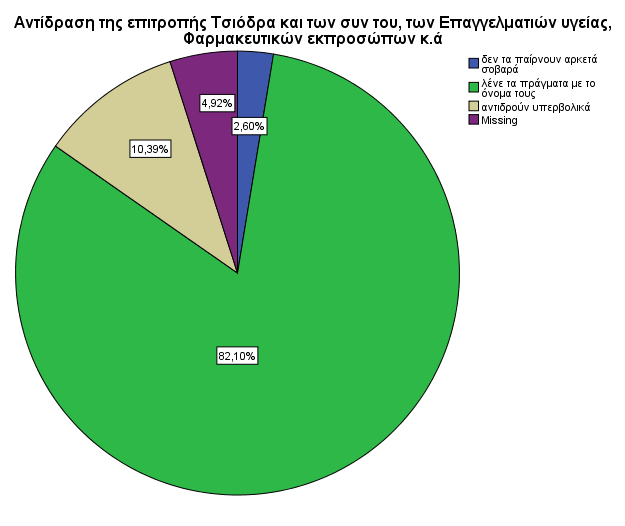 Αντίδραση της επιτροπής Τσιόδρα και των συν του, των Επαγγελματιών υγείας,
Φαρμακευτικών εκπροσώπων κ.ά
δεν τα παίρνουν αρκετά
σοβαρά
λένε τα πράγματα με το
όνομα τους
αντιδρούν υπερβολικά
Missing
4,92%
2,60%
10,39%
82,10%